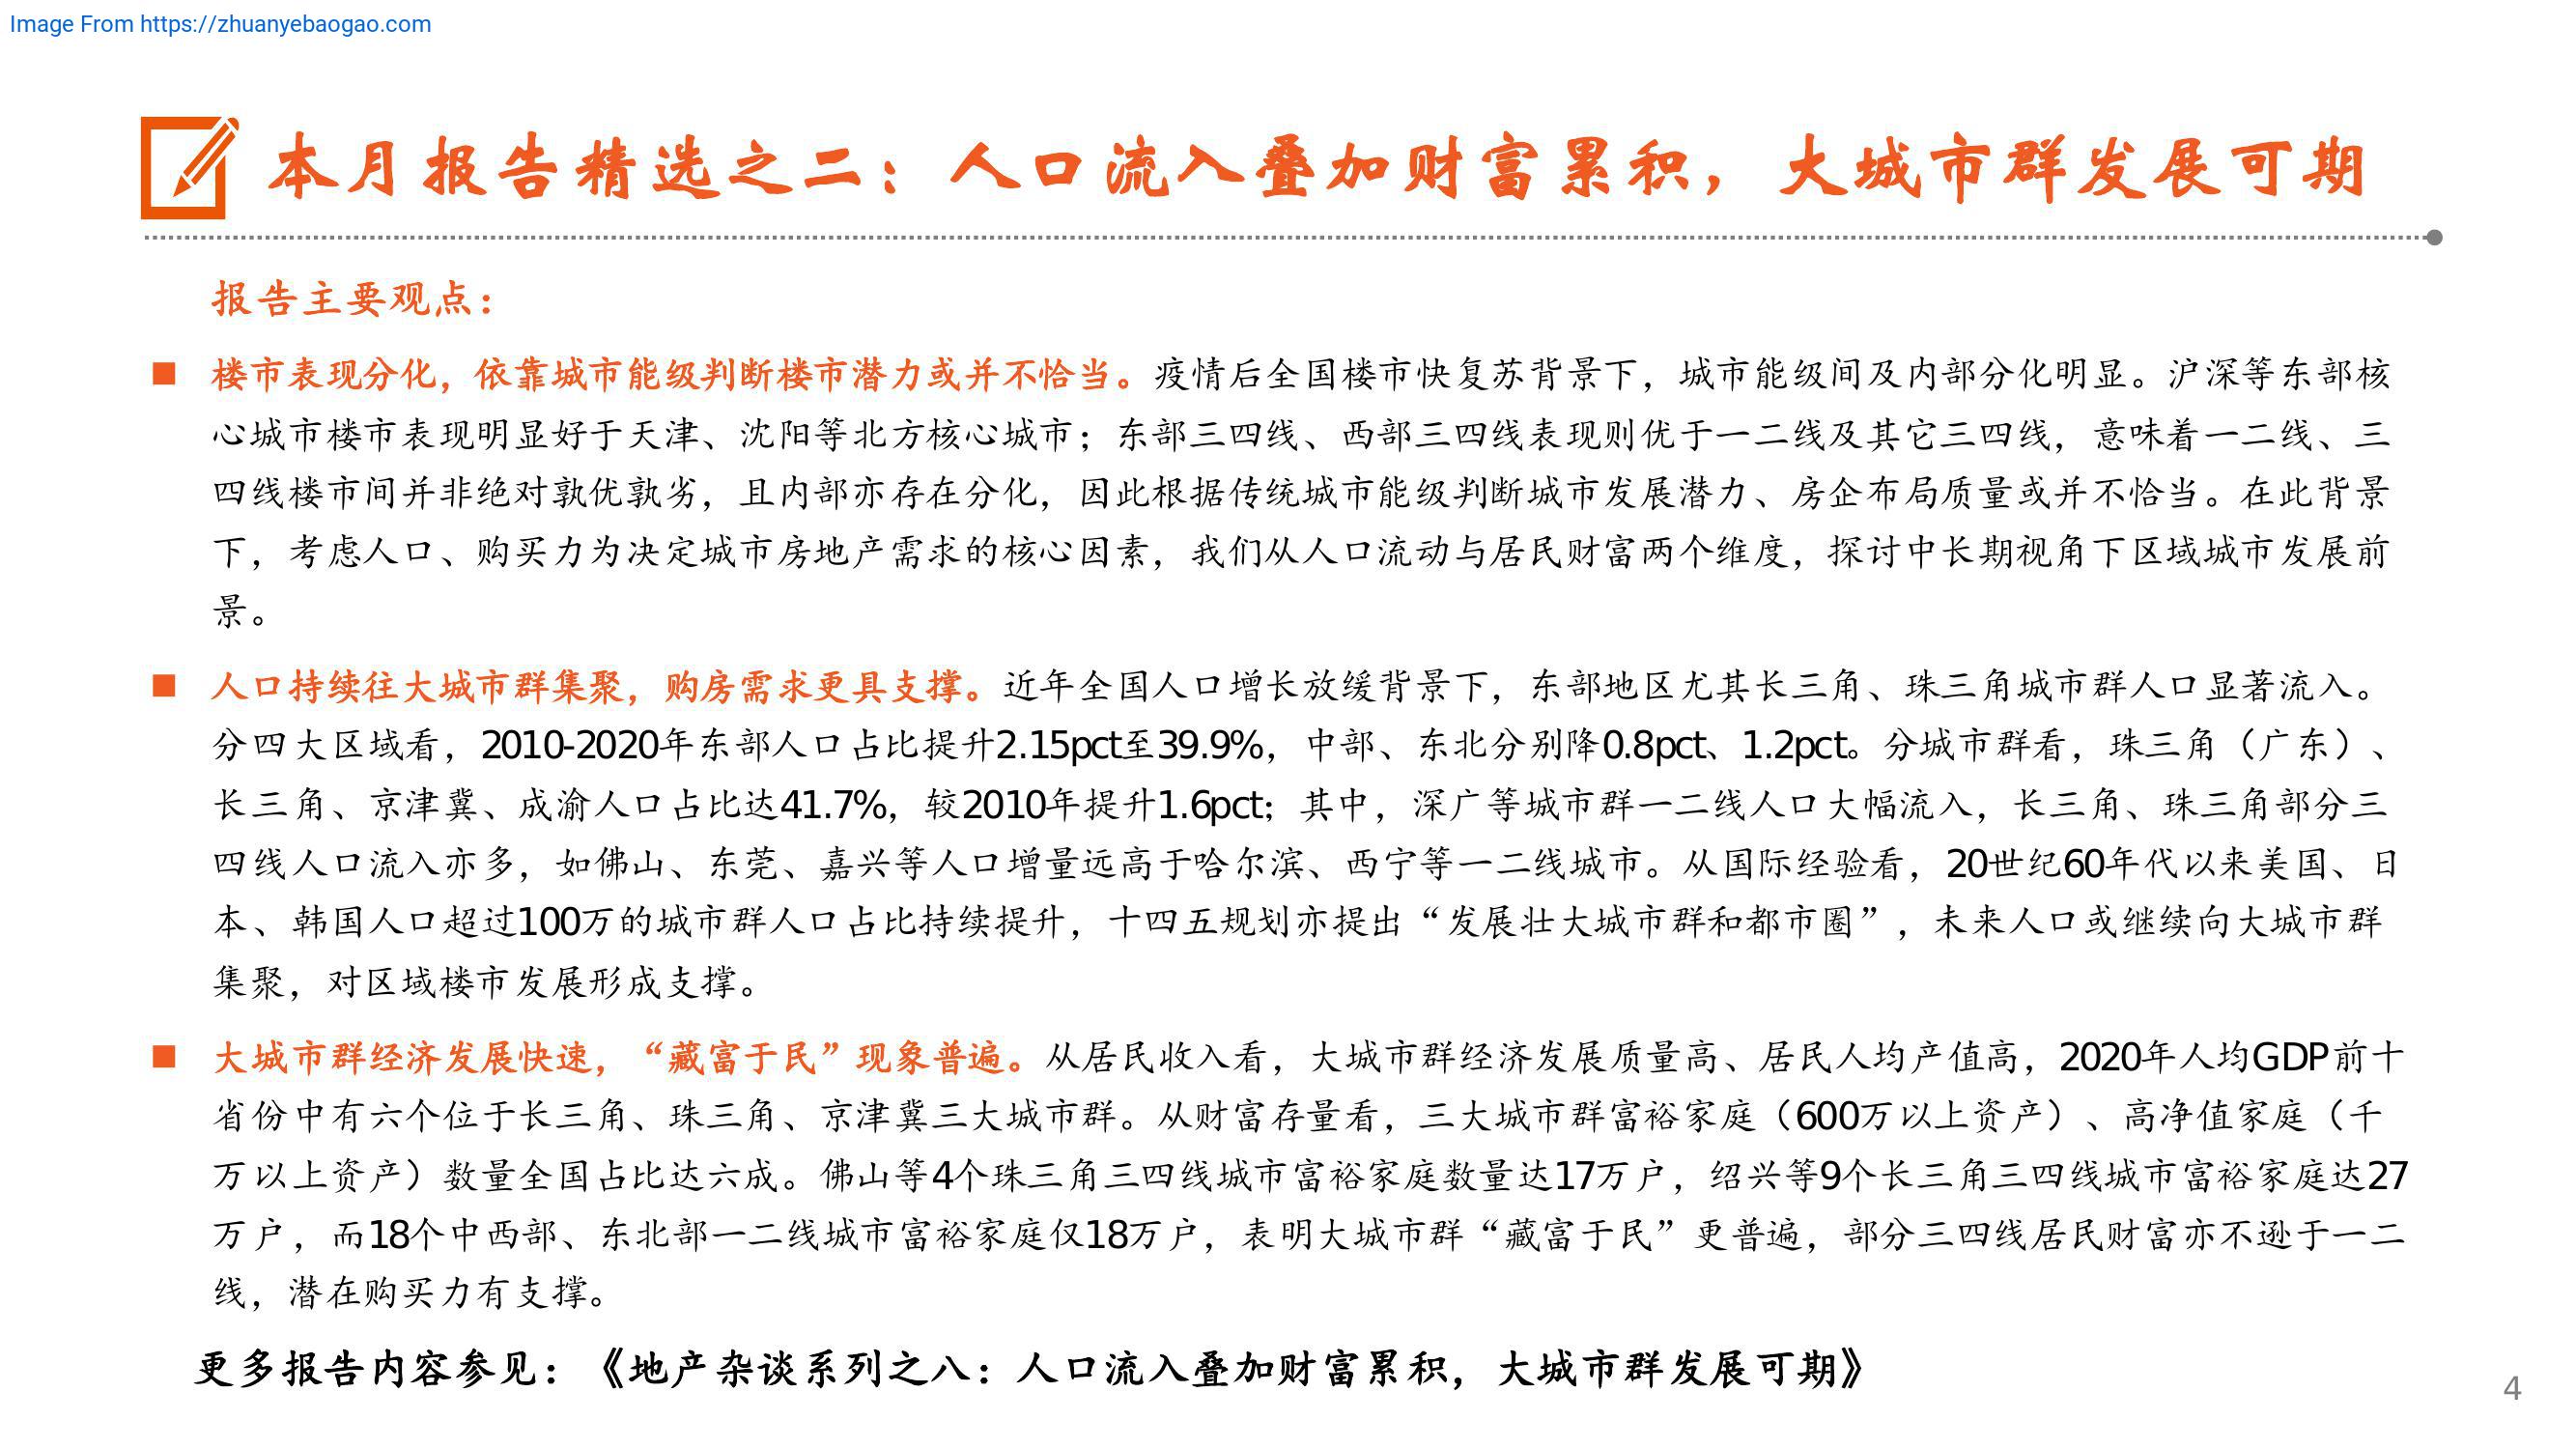 Image From https://zhuanyebaogao.com
本月报告精选之二：人口流入叠加财富累积，大城市群发展可期
报告主要观点：
■ 楼市表现分化，依靠城市能级判断楼市潜力或并不恰当。疫情后全国楼市快复苏背景下，城市能级间及内部分化明显。沪深等东部核
心城市楼市表现明显好于天津、沈阳等北方核心城市；东部三四线、西部三四线表现则优于一二线及其它三四线，意味着一二线、三
四线楼市间并非绝对孰优孰劣，且内部亦存在分化，因此根据传统城市能级判断城市发展潜力、房企布局质量或并不恰当。在此背景
下，考虑人口、购买力为决定城市房地产需求的核心因素，我们从人口流动与居民财富两个维度，探讨中长期视角下区域城市发展前
景。
■ 人口持续往大城市群集聚，购房需求更具支撑。近年全国人口增长放缓背景下，东部地区尤其长三角、珠三角城市群人口显著流入。
分四大区域看，2010-2020年东部人口占比提升2.15pct至39.9%，中部、东北分别降0.8pct、1.2pct。分城市群看，珠三角（广东）、
长三角、京津冀、成渝人口占比达41.7%，较2010年提升1.6pct；其中，深广等城市群一二线人口大幅流入，长三角、珠三角部分三
四线人口流入亦多，如佛山、东莞、嘉兴等人口增量远高于哈尔滨、西宁等一二线城市。从国际经验看，20世纪60年代以来美国、日
本、韩国人口超过100万的城市群人口占比持续提升，十四五规划亦提出“发展壮大城市群和都市圈”，未来人口或继续向大城市群
集聚，对区域楼市发展形成支撑。
■ 大城市群经济发展快速，“藏富于民”现象普遍。从居民收入看，大城市群经济发展质量高、居民人均产值高，2020年人均GDP前十
省份中有六个位于长三角、珠三角、京津冀三大城市群。从财富存量看，三大城市群富裕家庭（600万以上资产）、高净值家庭（千
万以上资产）数量全国占比达六成。佛山等4个珠三角三四线城市富裕家庭数量达17万户，绍兴等9个长三角三四线城市富裕家庭达27
万户，而18个中西部、东北部一二线城市富裕家庭仅18万户，表明大城市群“藏富于民”更普遍，部分三四线居民财富亦不逊于一二
线，潜在购买力有支撑。
更多报告内容参见：《地产杂谈系列之八：人口流入叠加财富累积，大城市群发展可期》
4